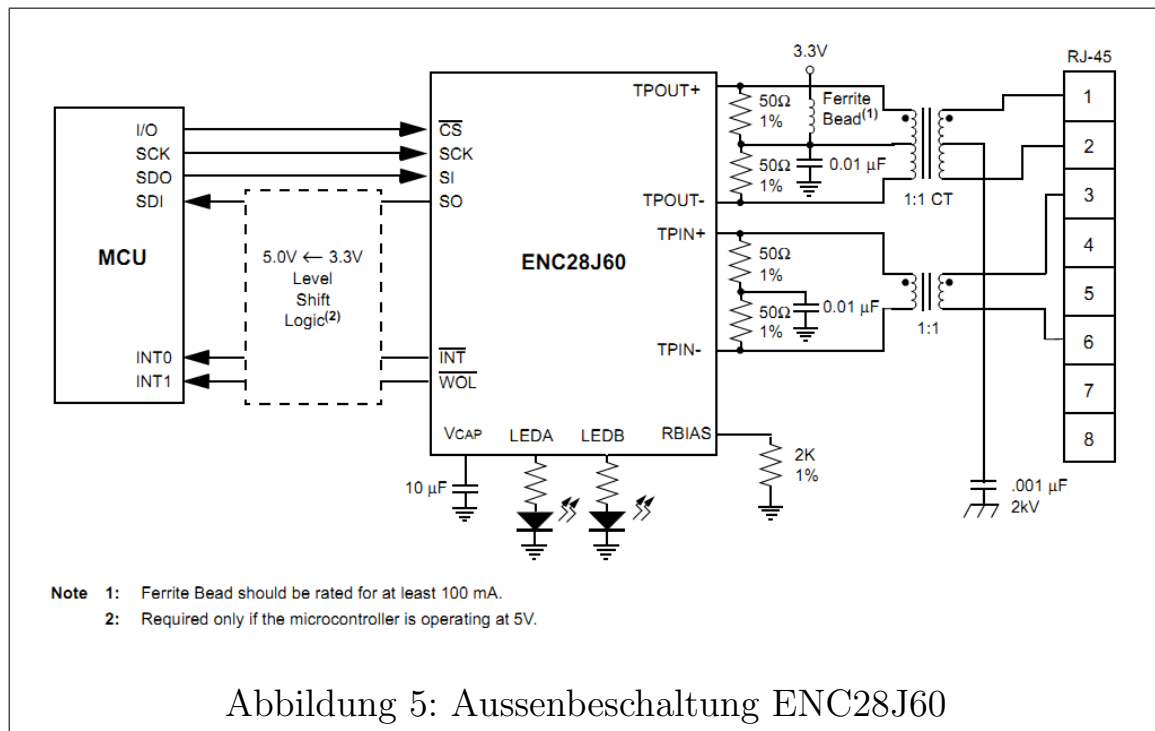 MCU
I/O
SCK
SDO
SDI
INT0
INT1
5.0V ← 3.3V
Level
Shift
Logic(2)
ENC28J60
C̅S̅
SCK
SI
SO
I̅N̅T̅
W̅O̅L̅
VCAP
LEDA
LEDB
RBIAS
TPOUT+
TPOUT-
TPIN+
TPIN-
10 µF
3.3V
50Ω
1%
Ferrite
Bead(1)
50Ω
1%
0.01 µF
1:1 CT
50Ω
1%
50Ω
1%
0.01 µF
1:1
2K
1%
RJ-45
1
2
3
4
5
6
7
8
.001 µF
2kV
Note 1: Ferrite Bead should be rated for at least 100 mA.
2: Required only if the microcontroller is operating at 5V.
Abbildung 5: Aussenbeschaltung ENC28J60